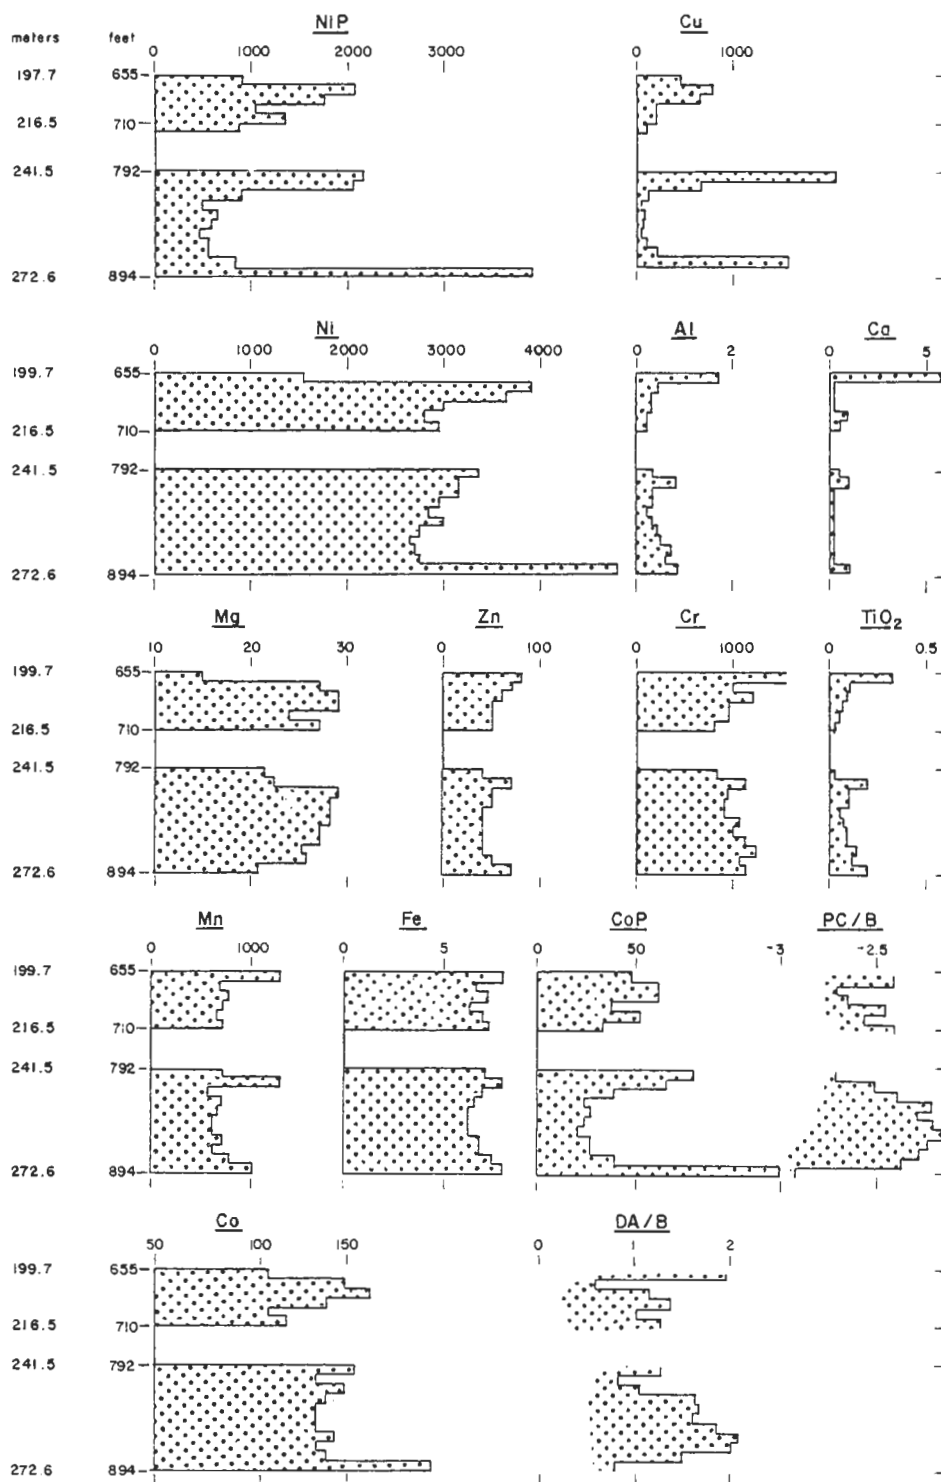 NIP Cu
meters feet 0 1000 2000 3000 0 1000
197.7 655
216.5 710
241.5 792
272.6 894
Ni Al Ca
0 1000 2000 3000 4000 0 2 0 5
199.7 655
216.5 710
241.5 792
272.6 894
Mg Zn Cr TiO2
10 20 30 0 100 0 1000 0 0.5
199.7 655
216.5 710
241.5 792
272.6 894
Mn Fe CoP PC/B
0 1000 0 5 0 50 -3 -2.5
199.7 655
216.5 710
241.5 792
272.6 894
Co DA/B
50 100 150 0 1 2
199.7 655
216.5 710
241.5 792
272.6 894